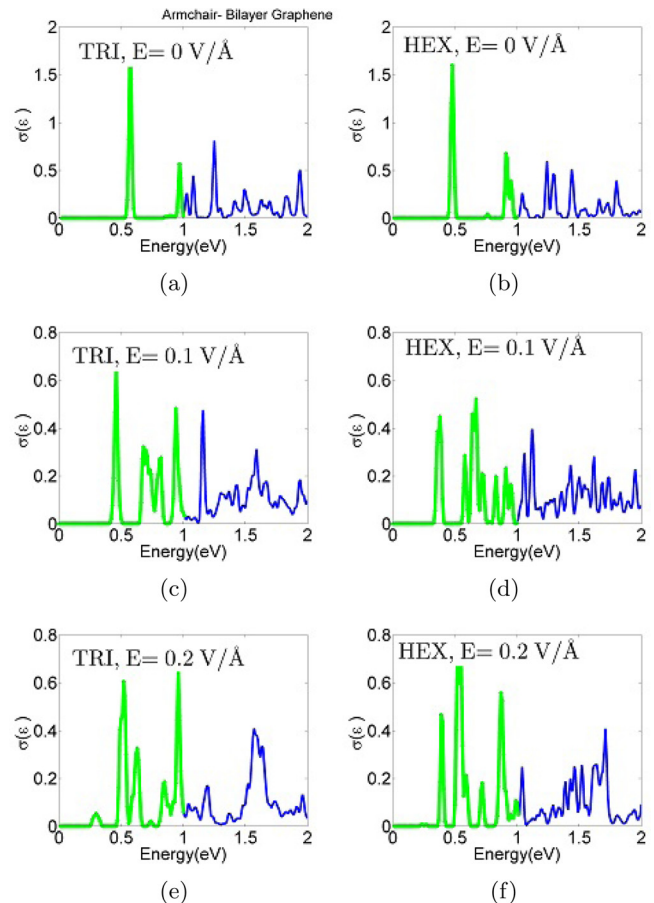 Armchair- Bilayer Graphene
TRI, E= 0 V/Å
σ(ε)
2
1.5
1
0.5
0
0 0.5 1 1.5 2
Energy(eV)
(a)
HEX, E= 0 V/Å
σ(ε)
2
1.5
1
0.5
0
0 0.5 1 1.5 2
Energy(eV)
(b)
TRI, E= 0.1 V/Å
σ(ε)
0.8
0.6
0.4
0.2
0
0 0.5 1 1.5 2
Energy(eV)
(c)
HEX, E= 0.1 V/Å
σ(ε)
0.8
0.6
0.4
0.2
0
0 0.5 1 1.5 2
Energy(eV)
(d)
TRI, E= 0.2 V/Å
σ(ε)
0.8
0.6
0.4
0.2
0
0 0.5 1 1.5 2
Energy(eV)
(e)
HEX, E= 0.2 V/Å
σ(ε)
0.8
0.6
0.4
0.2
0
0 0.5 1 1.5 2
Energy(eV)
(f)